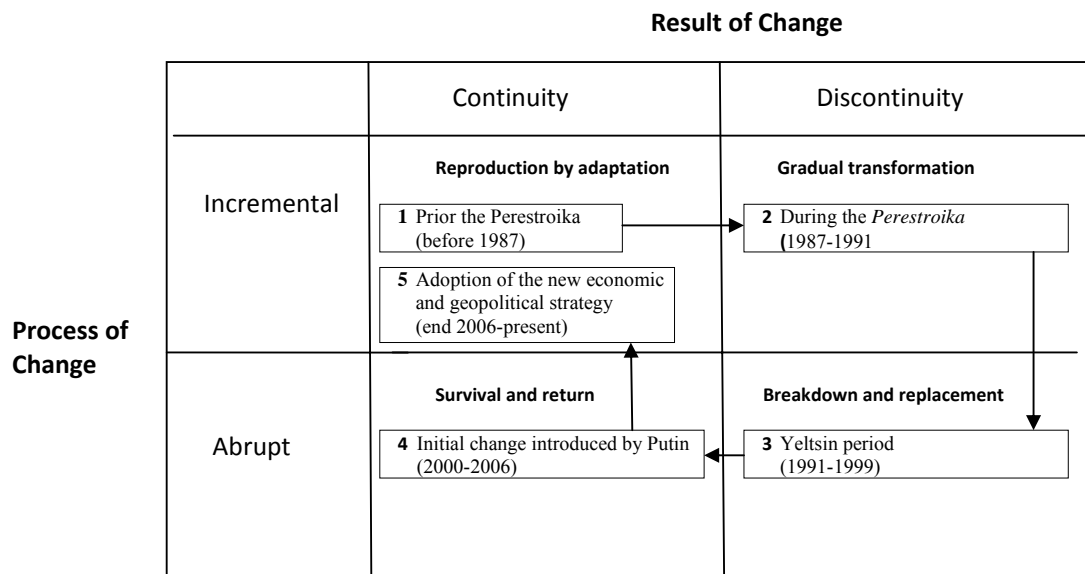 Result of Change
Continuity
Discontinuity
Incremental
Reproduction by adaptation
Gradual transformation
1 Prior the Perestroika
(before 1987)
2 During the Perestroika
(1987-1991
5 Adoption of the new economic
and geopolitical strategy
(end 2006-present)
Process of
Change
Abrupt
Survival and return
Breakdown and replacement
4 Initial change introduced by Putin
(2000-2006)
3 Yeltsin period
(1991-1999)